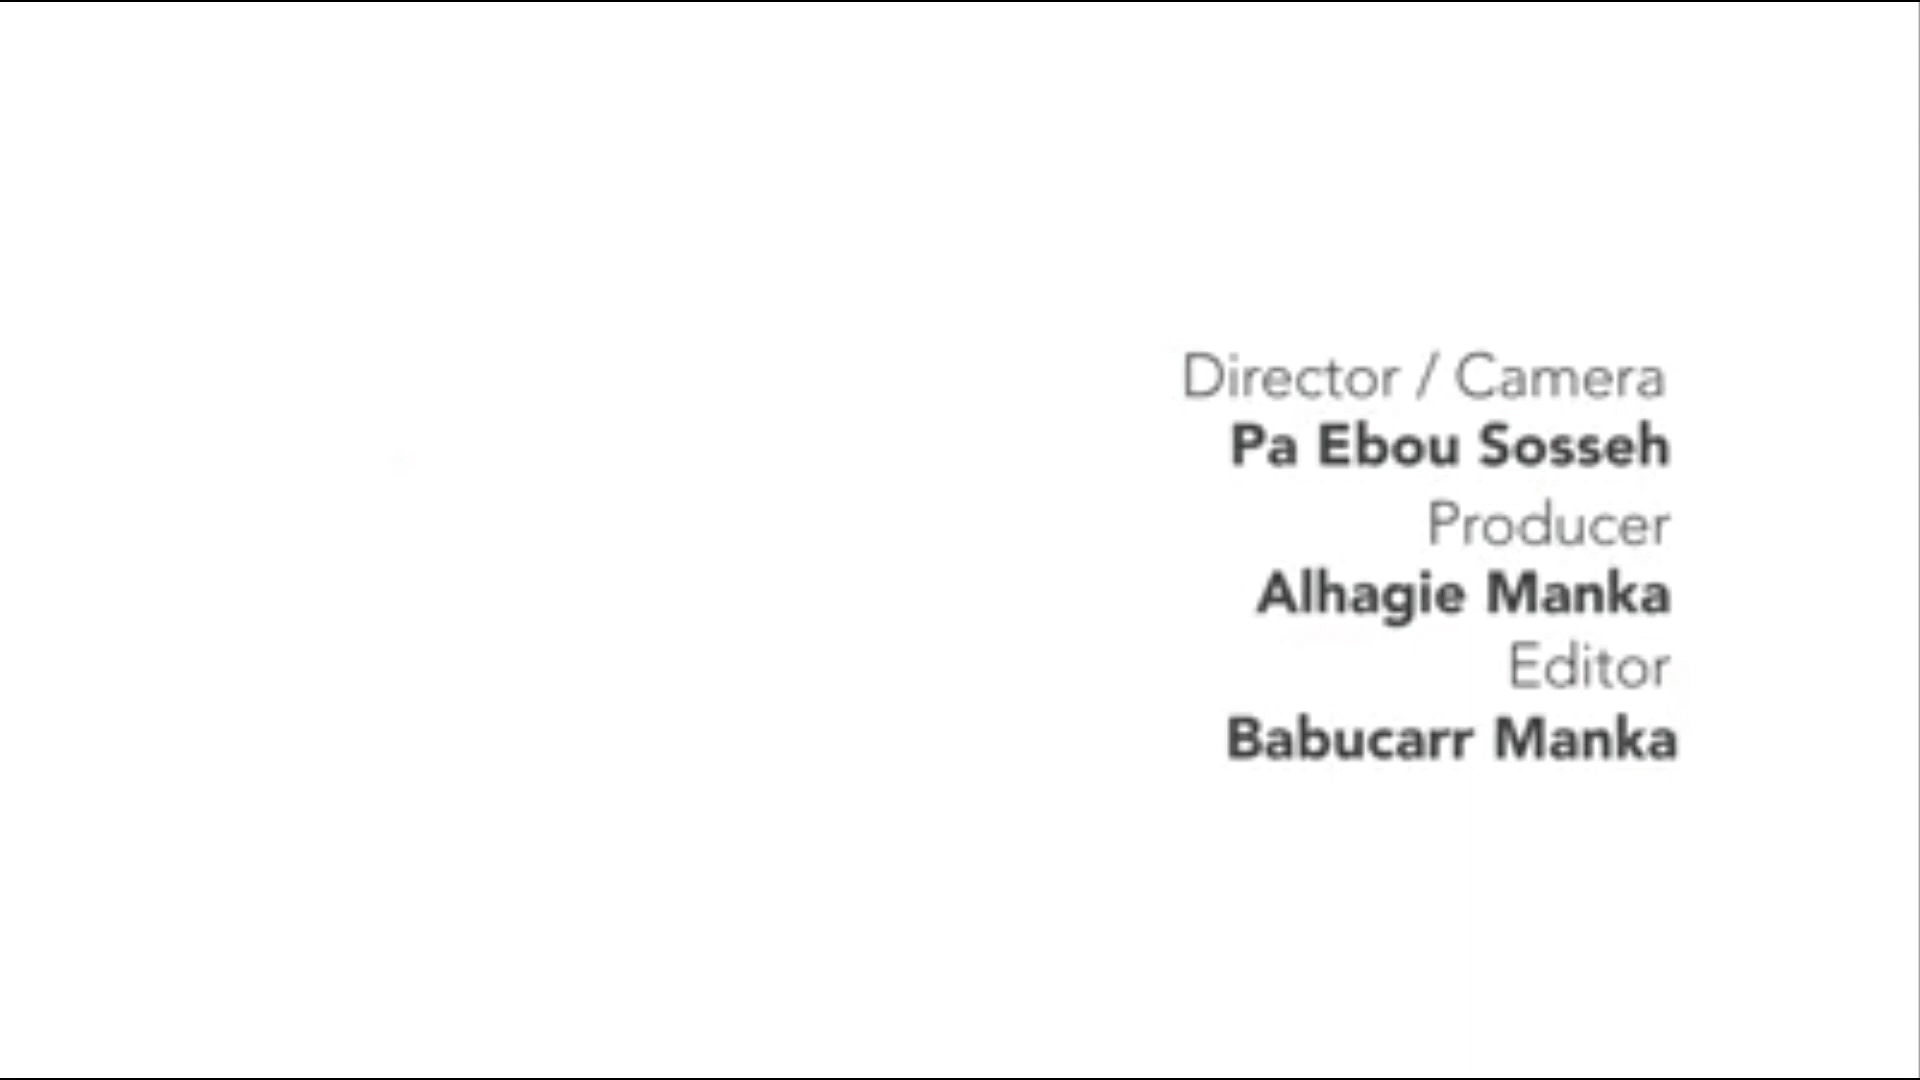 Director / Camera
Pa Ebou Sosseh
Producer
Alhagie Manka
Editor
Babucarr Manka